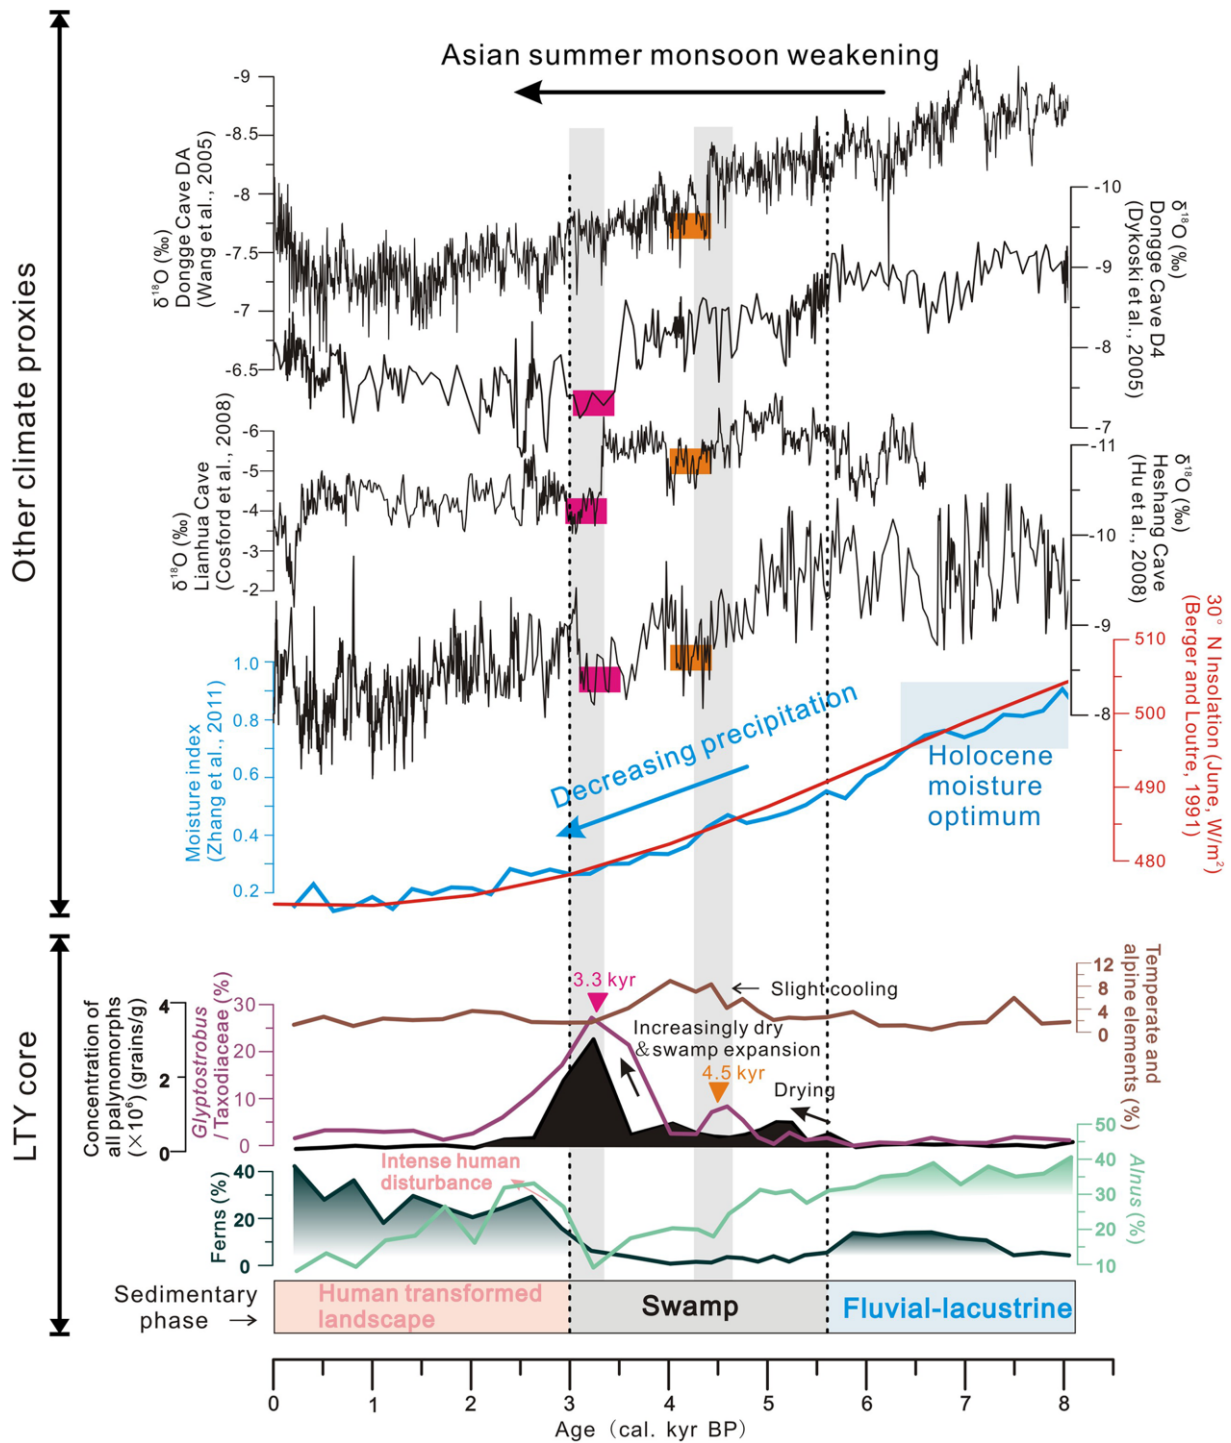 Asian summer monsoon weakening
Other climate proxies
-9
-8.5
-8
-7.5
-7
-6.5
δ¹⁸O (‰)
Dongge Cave DA
(Wang et al., 2005)
-10
-9
-8
-7
δ¹⁸O (‰)
Dongge Cave D4
(Dykoski et al., 2005)
-6
-5
-4
-3
-2
δ¹⁸O (‰)
Lianhua Cave
(Cosford et al., 2008)
-11
-10
-9
-8
δ¹⁸O (‰)
Heshang Cave
(Hu et al., 2008)
1.0
0.8
0.6
0.4
0.2
Moisture index
(Zhang et al., 2011)
510
500
490
480
30° N Insolation (June, W/m²)
(Berger and Loutre, 1991)
Decreasing precipitation
Holocene
moisture
optimum
LTY core
4
2
0
Concentration of
all palynomorphs
(×10⁶) (grains/g)
30
20
10
0
Glyptostrobus
/ Taxodiaceae (%)
3.3 kyr
Slight cooling
Increasingly dry
&swamp expansion
4.5 kyr
Drying
12
8
4
0
Temperate and
alpine elements (%)
40
20
0
Ferns (%)
Intense human
disturbance
50
40
30
20
10
Alnus (%)
Sedimentary
phase →
Human transformed
landscape
Swamp
Fluvial-lacustrine
0 1 2 3 4 5 6 7 8
Age (cal. kyr BP)